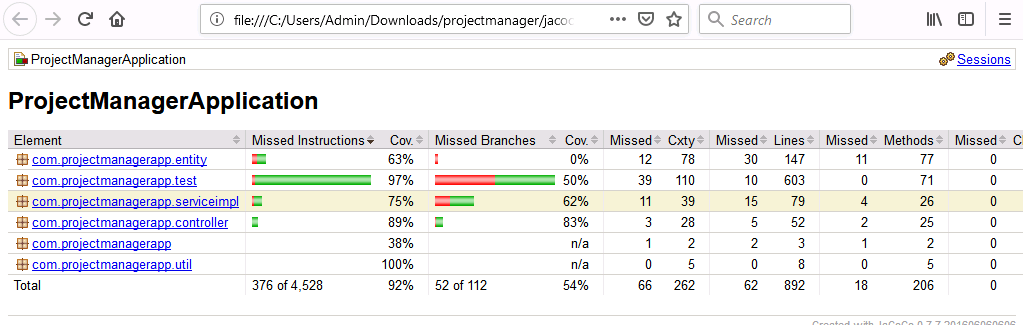 file:///C:/Users/Admin/Downloads/projectmanager/jacoc
Search
ProjectManagerApplication
Sessions
ProjectManagerApplication
Element Missed Instructions Cov. Missed Branches Cov. Missed Cxty Missed Lines Missed Methods Missed
com.projectmanagerapp.entity 63% 0% 12 78 30 147 11 77 0
com.projectmanagerapp.test 97% 50% 39 110 10 603 0 71 0
com.projectmanagerapp.serviceimpl 75% 62% 11 39 15 79 4 26 0
com.projectmanagerapp.controller 89% 83% 3 28 5 52 2 25 0
com.projectmanagerapp 38% n/a 1 2 2 3 1 2 0
com.projectmanagerapp.util 100% n/a 0 5 0 8 0 5 0
Total 376 of 4,528 92% 52 of 112 54% 66 262 62 892 18 206 0